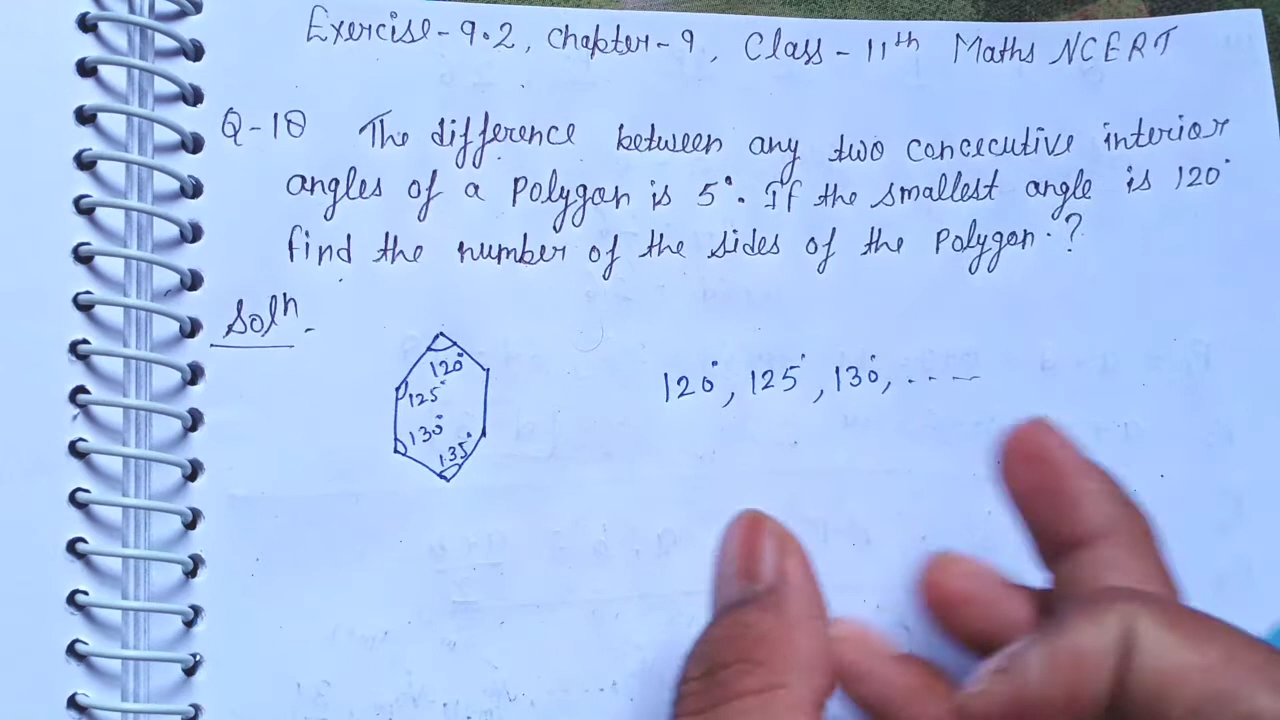 Exercise-9.2, Chapter-9, Class-11th Maths NCERT
Q-18 The difference between any two concecutive interior
angles of a Polygon is 5°. If the smallest angle is 120°
find the number of the sides of the Polygon.?
Solⁿ.
120°
125°
130°
135°
120°, 125°, 130°, .....